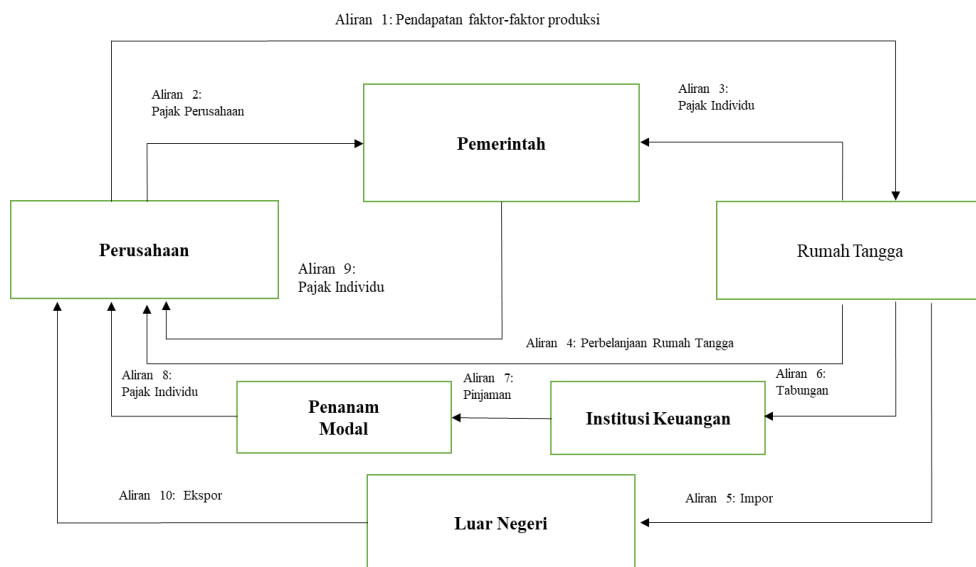 Aliran 1: Pendapatan faktor-faktor produksi
Aliran 2:
Pajak Perusahaan
Aliran 3:
Pajak Individu
Pemerintah
Perusahaan
Rumah Tangga
Aliran 9:
Pajak Individu
Aliran 4: Perbelanjaan Rumah Tangga
Aliran 8:
Pajak Individu
Aliran 7:
Pinjaman
Aliran 6:
Tabungan
Penanam
Modal
Institusi Keuangan
Aliran 10: Ekspor
Aliran 5: Impor
Luar Negeri